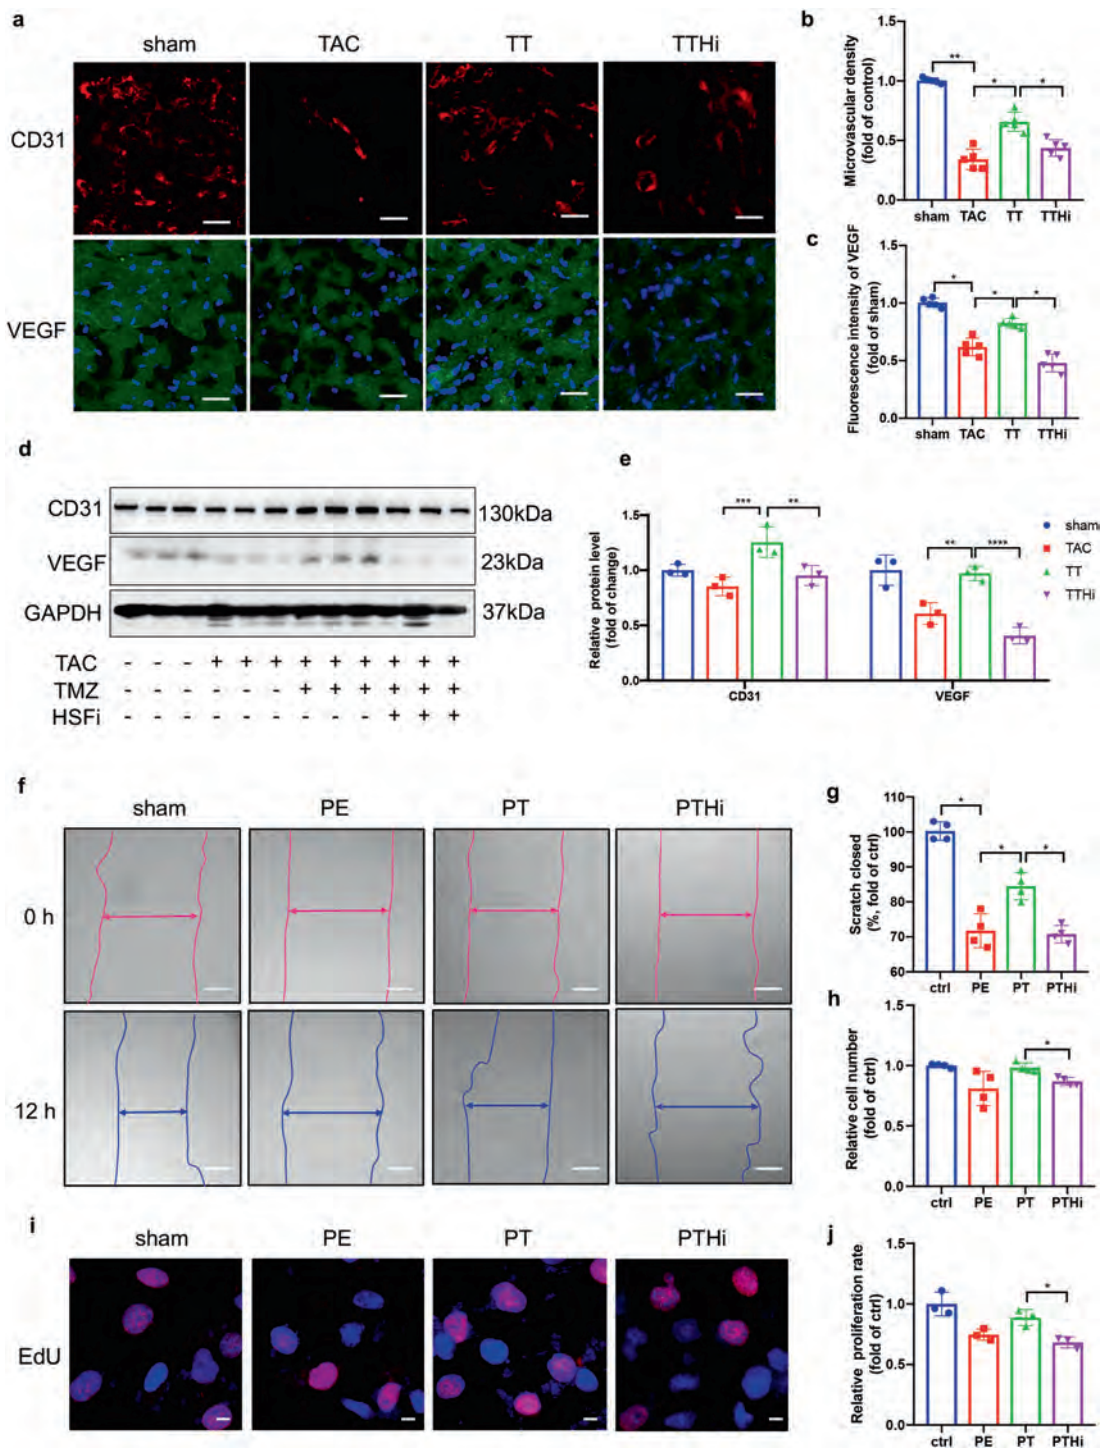 a
sham TAC TT TTHi
CD31
VEGF
b
Microvascular density
(fold of control)
1.5
1.0
0.5
0.0
** * *
sham TAC TT TTHi
c
Fluorescence intensity of VEGF
(fold of sham)
1.5
1.0
0.5
0.0
* * *
sham TAC TT TTHi
d
CD31 130kDa
VEGF 23kDa
GAPDH 37kDa
TAC - - - + + + + + + + + +
TMZ - - - - - - + + + + + +
HSFi - - - - - - - - - + + +
e
Relative protein level
(fold of change)
1.5
1.0
0.5
0.0
*** ** ** ****
CD31 VEGF
sham
TAC
TT
TTHi
f
sham PE PT PTHi
0 h
12 h
g
Scratch closed
(%, fold of ctrl)
110
100
90
80
70
60
* * *
ctrl PE PT PTHi
h
Relative cell number
(fold of ctrl)
1.5
1.0
0.5
0.0
*
ctrl PE PT PTHi
i
sham PE PT PTHi
EdU
j
Relative proliferation rate
(fold of ctrl)
1.5
1.0
0.5
0.0
*
ctrl PE PT PTHi